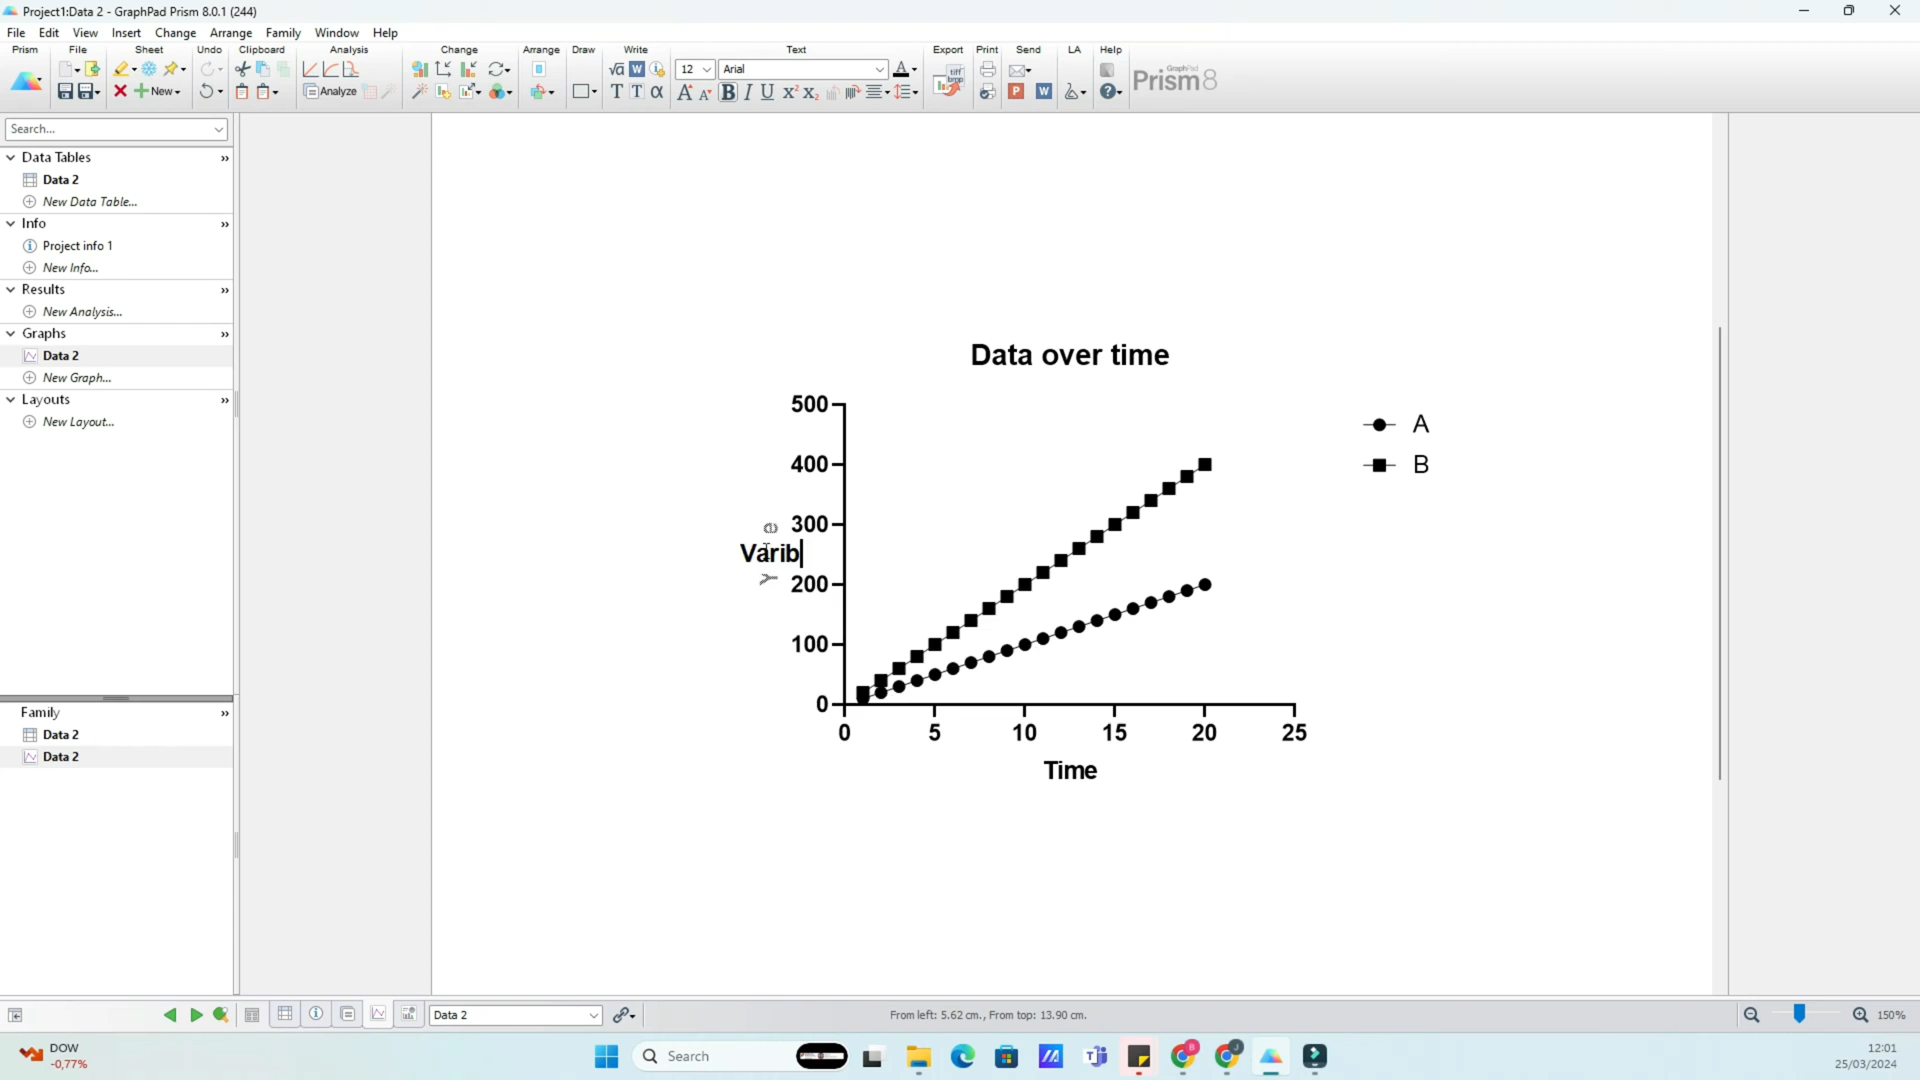 Project1:Data 2 - GraphPad Prism 8.0.1 (244)
File Edit View Insert Change Arrange Family Window Help
Prism File Sheet Undo Clipboard Analysis Change Arrange Draw Write Text Export Print Send LA Help
12 Arial
GraphPad
Prism 8
New Analyze
Search...
Data Tables
Data 2
New Data Table...
Info
Project info 1
New Info...
Results
New Analysis...
Graphs
Data 2
New Graph...
Layouts
New Layout...
Family
Data 2
Data 2
Data over time
500
400
300
200
100
0
Varib
A
B
0 5 10 15 20 25
Time
Data 2
From left: 5.62 cm., From top: 13.90 cm.
150%
DOW
-0,77%
Search
12:01
25/03/2024